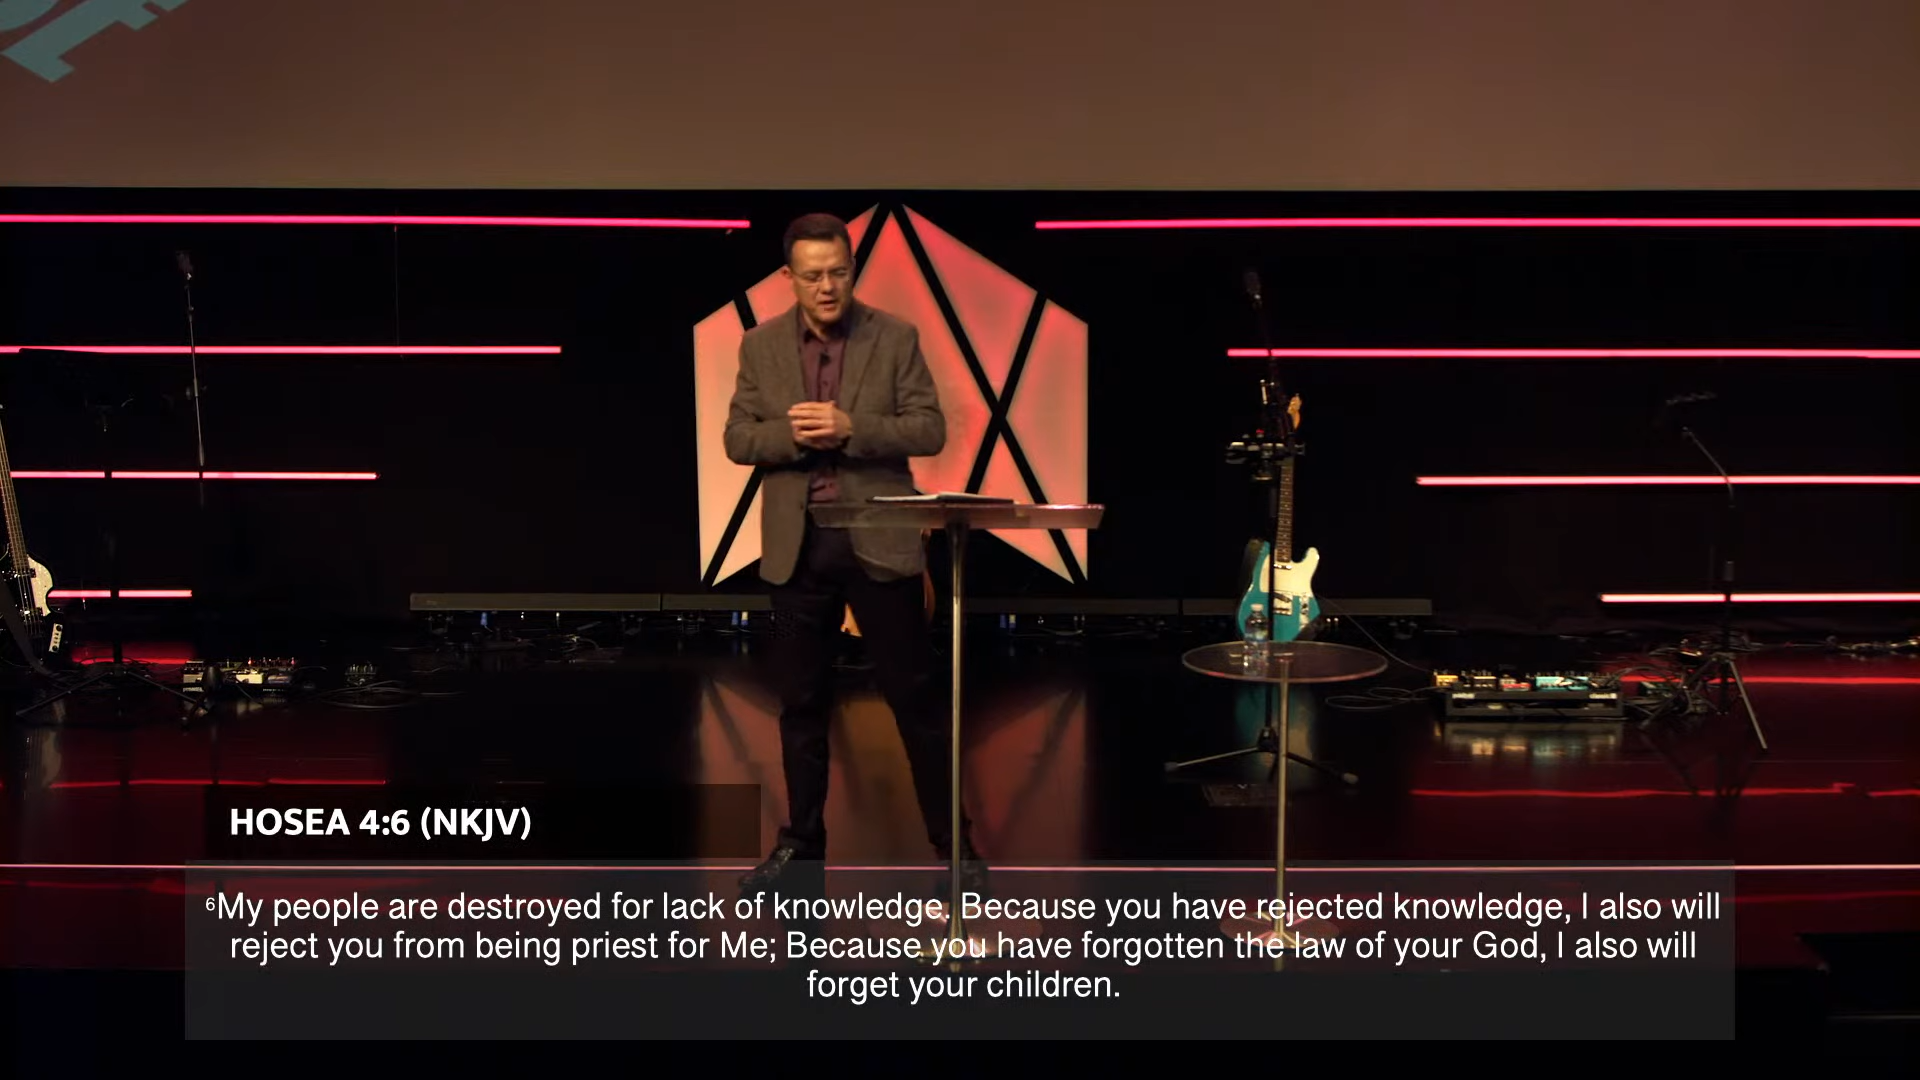 HOSEA 4:6 (NKJV)
⁶My people are destroyed for lack of knowledge. Because you have rejected knowledge, I also will
reject you from being priest for Me; Because you have forgotten the law of your God, I also will
forget your children.